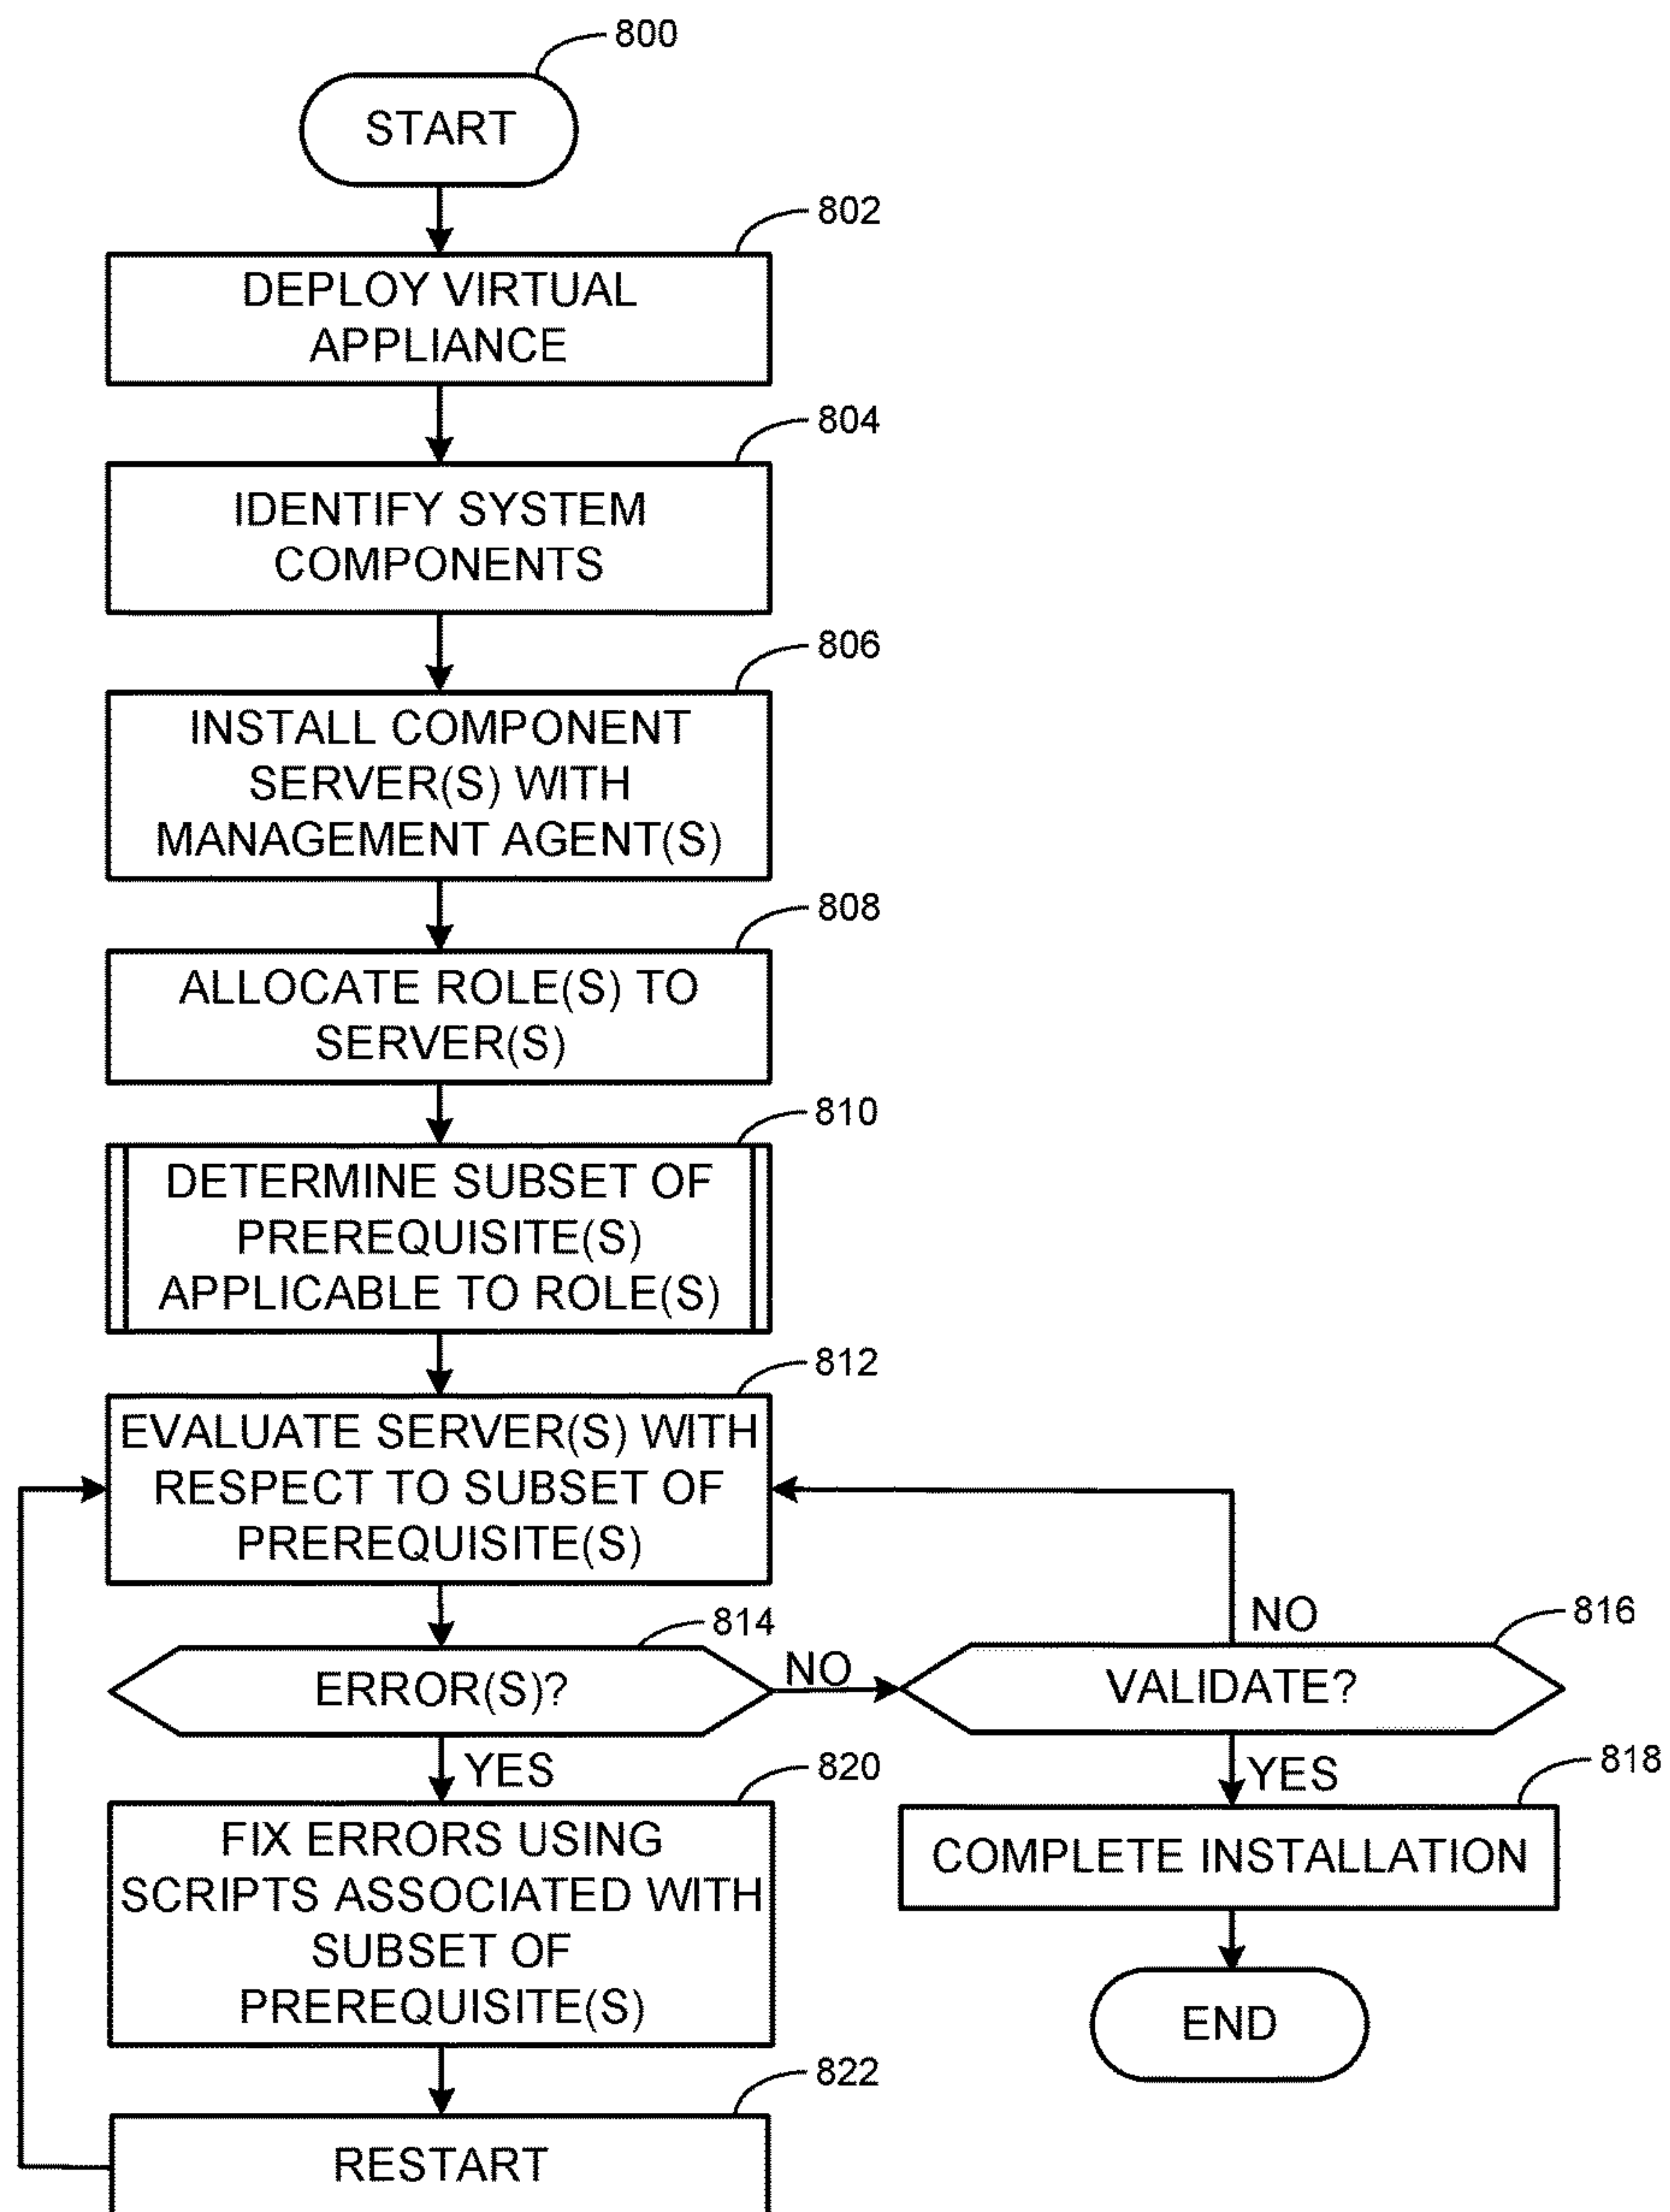 800
START
802
DEPLOY VIRTUAL
APPLIANCE
804
IDENTIFY SYSTEM
COMPONENTS
806
INSTALL COMPONENT
SERVER(S) WITH
MANAGEMENT AGENT(S)
808
ALLOCATE ROLE(S) TO
SERVER(S)
810
DETERMINE SUBSET OF
PREREQUISITE(S)
APPLICABLE TO ROLE(S)
812
EVALUATE SERVER(S) WITH
RESPECT TO SUBSET OF
PREREQUISITE(S)
814
ERROR(S)?
NO
NO
816
VALIDATE?
YES
820
FIX ERRORS USING
SCRIPTS ASSOCIATED WITH
SUBSET OF
PREREQUISITE(S)
YES
818
COMPLETE INSTALLATION
END
822
RESTART